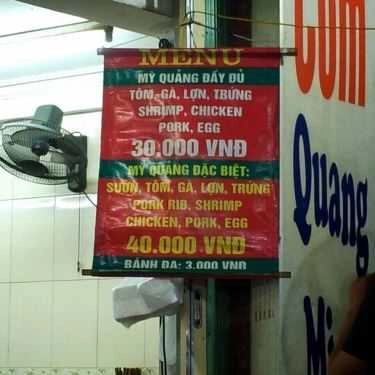 MENU
MỲ QUẢNG ĐẦY ĐỦ
TÔM, GÀ, LỢN, TRỨNG
SHRIMP, CHICKEN
PORK, EGG
30.000 VNĐ
MỲ QUẢNG ĐẶC BIỆT:
SƯỜN, TÔM, GÀ, LỢN, TRỨNG
PORK RIB, SHRIMP
CHICKEN, PORK, EGG
40.000 VNĐ
BÁNH ĐA: 3.000 VNĐ
Cơm
Quang